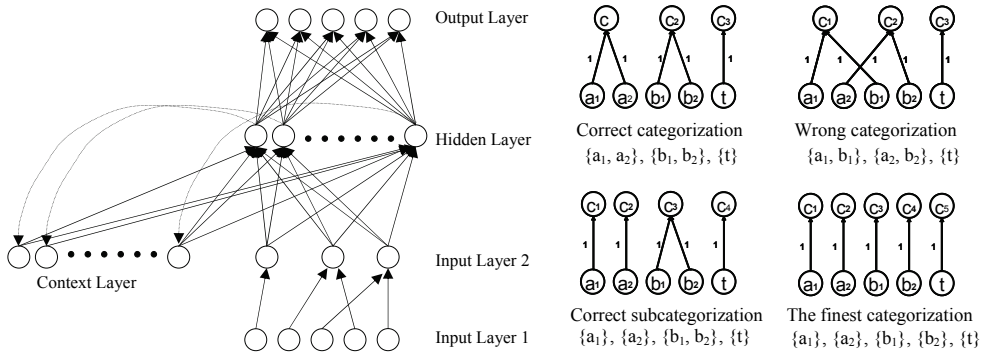 Output Layer
Hidden Layer
Context Layer
Input Layer 2
Input Layer 1
C C2 C3
1 1 1 1 1
a1 a2 b1 b2 t
Correct categorization
{a1, a2}, {b1, b2}, {t}
C1 C2 C3
1 1 1 1 1
a1 a2 b1 b2 t
Wrong categorization
{a1, b1}, {a2, b2}, {t}
C1 C2 C3 C4
1 1 1 1 1
a1 a2 b1 b2 t
Correct subcategorization
{a1}, {a2}, {b1, b2}, {t}
C1 C2 C3 C4 C5
1 1 1 1 1
a1 a2 b1 b2 t
The finest categorization
{a1}, {a2}, {b1}, {b2}, {t}